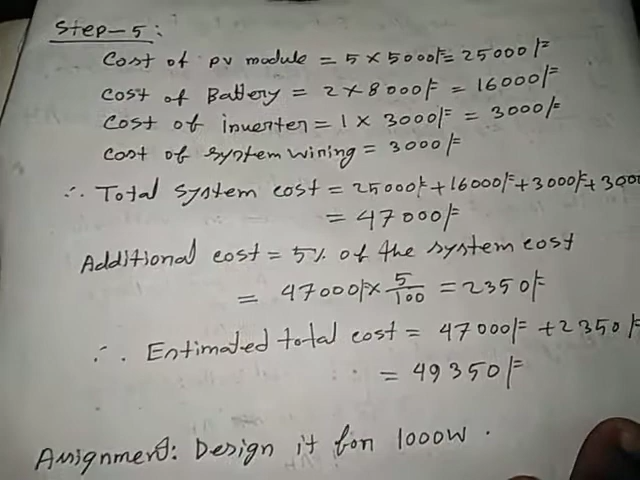 Step-5:
Cost of PV module = 5 × 5000/= = 25000/=
Cost of Battery = 2 × 8000/= = 16000/=
Cost of inverter = 1 × 3000/= = 3000/=
Cost of system wiring = 3000/=
∴ Total system cost = 25000/= + 16000/= + 3000/= + 3000
= 47000/=
Additional cost = 5% of the system cost
= 47000/= × 5/100 = 2350/=
∴ Estimated total cost = 47000/= + 2350/=
= 49350/=
Assignment: Design it for 1000W.